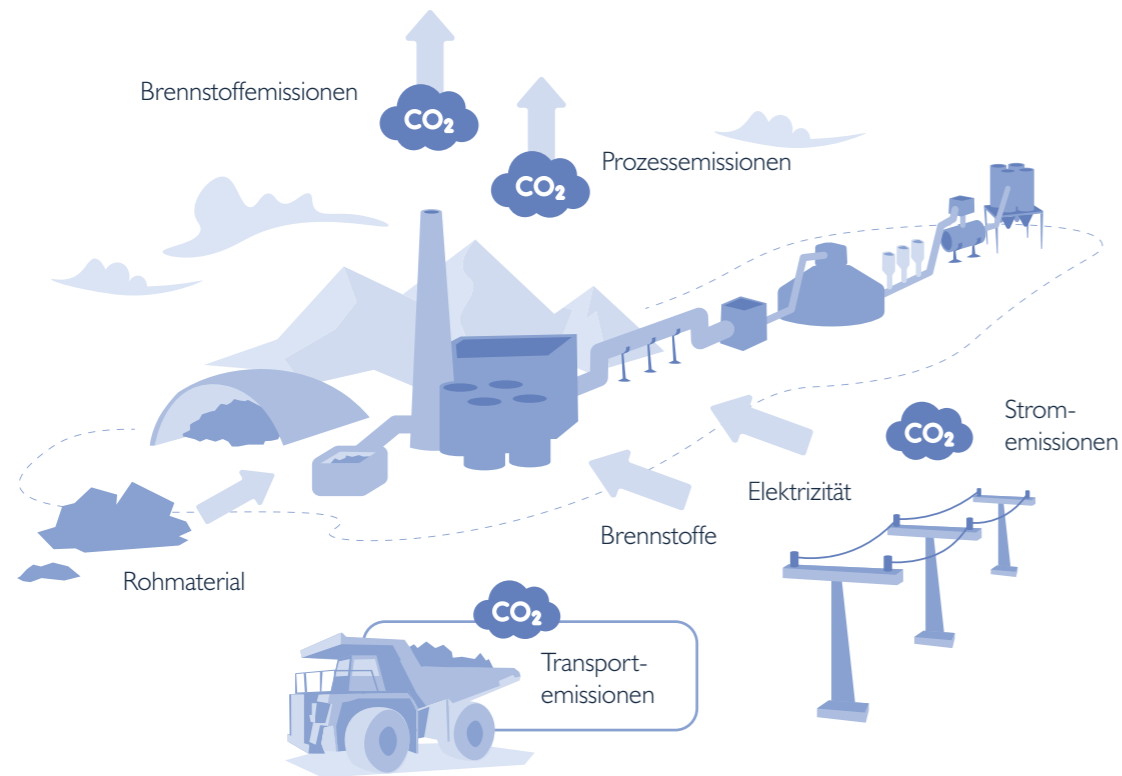 Brennstoffemissionen
CO₂
Prozessemissionen
CO₂
Strom-
emissionen
CO₂
Elektrizität
Brennstoffe
Rohmaterial
CO₂
Transport-
emissionen